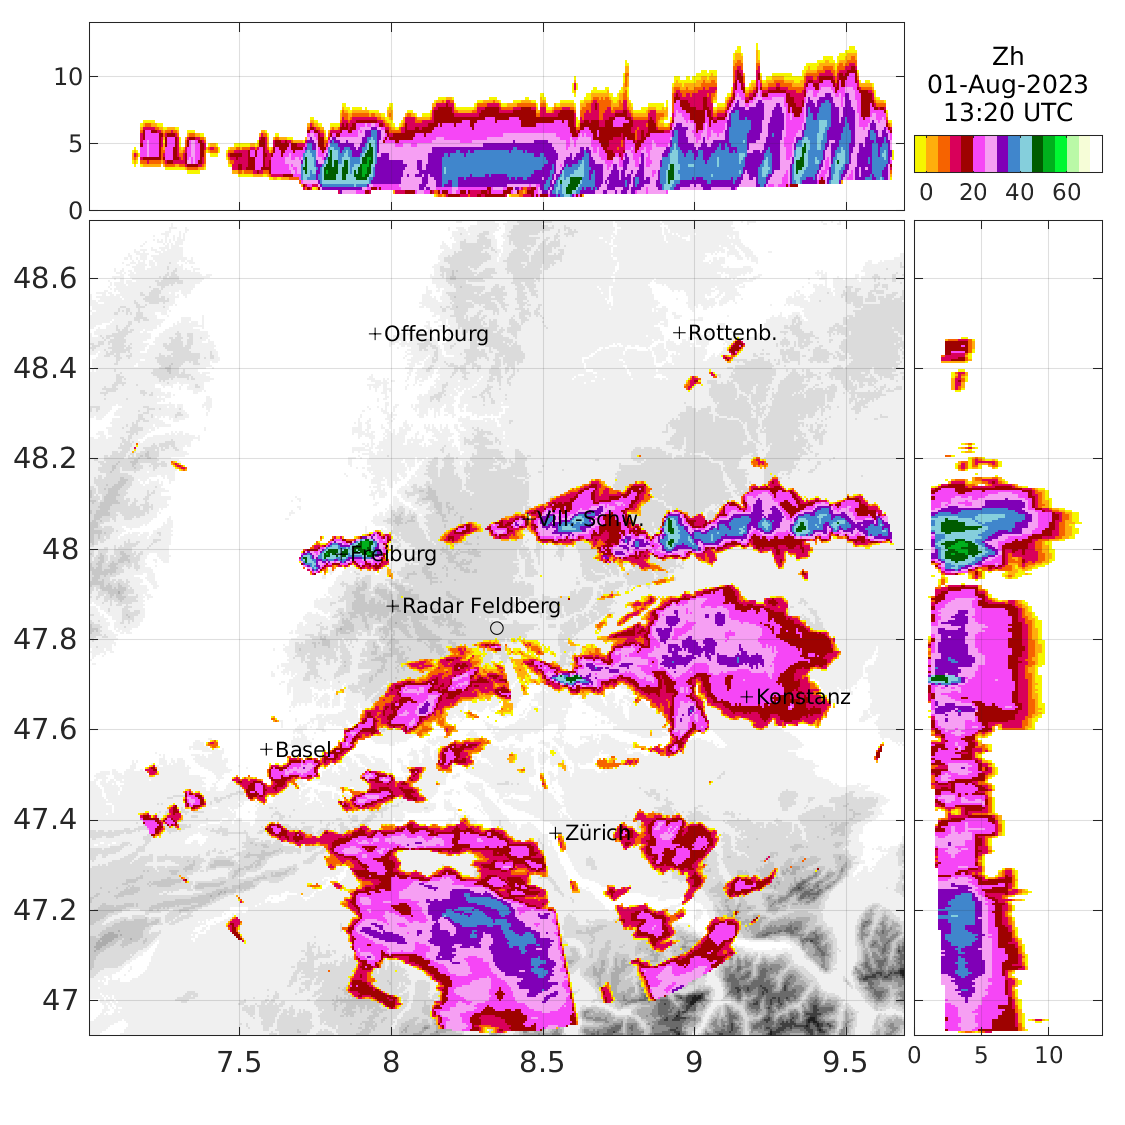 10
5
0
Zh
01-Aug-2023
13:20 UTC
0 20 40 60
48.6
48.4
48.2
48
47.8
47.6
47.4
47.2
47
+Offenburg
+Rottenb.
+Vill.-Schw.
+Freiburg
+Radar Feldberg
+Konstanz
+Basel
+Zürich
7.5 8 8.5 9 9.5
0 5 10